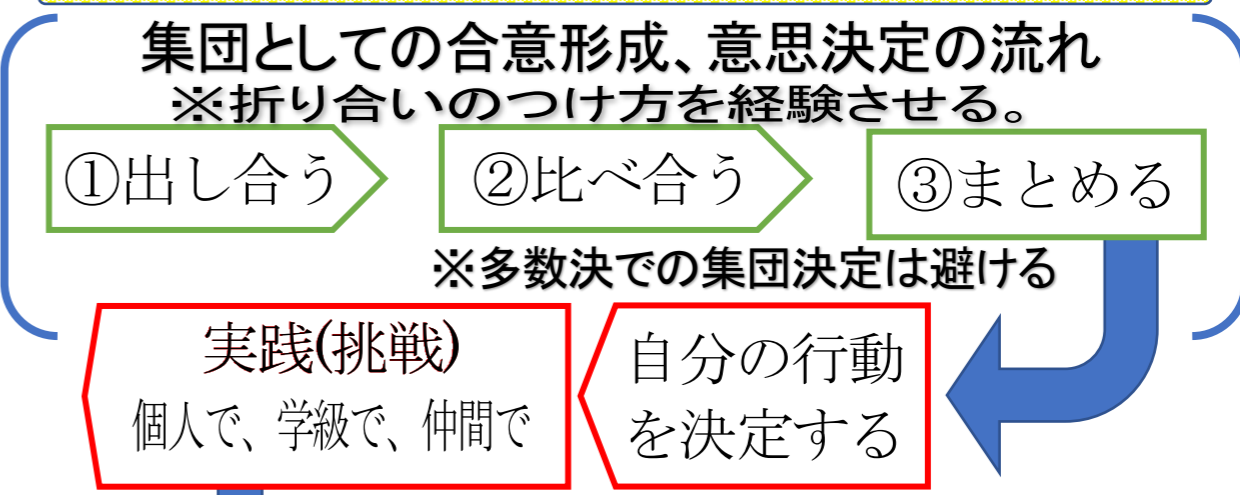 集団としての合意形成、意思決定の流れ
※折り合いのつけ方を経験させる。
①出し合う
②比べ合う
③まとめる
※多数決での集団決定は避ける
自分の行動
を決定する
実践(挑戦)
個人で、学級で、仲間で